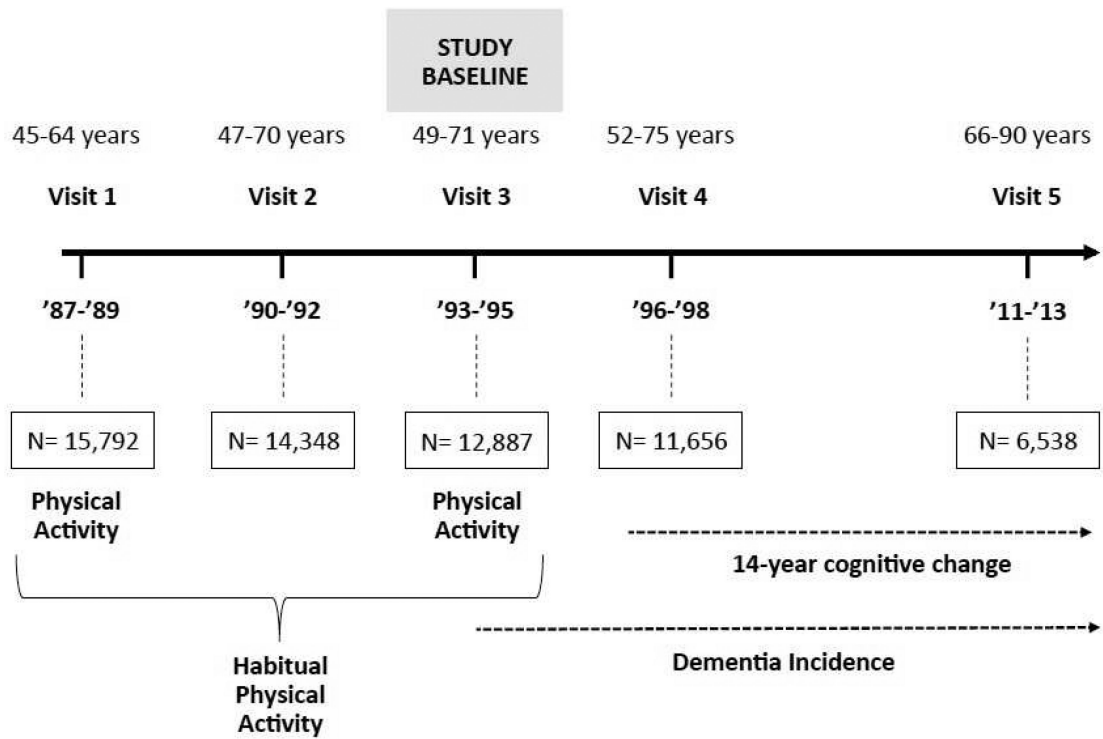 STUDY
BASELINE
45-64 years
47-70 years
49-71 years
52-75 years
66-90 years
Visit 1
Visit 2
Visit 3
Visit 4
Visit 5
’87-’89
’90-’92
’93-’95
’96-’98
’11-’13
N= 15,792
N= 14,348
N= 12,887
N= 11,656
N= 6,538
Physical
Activity
Physical
Activity
14-year cognitive change
Dementia Incidence
Habitual
Physical
Activity